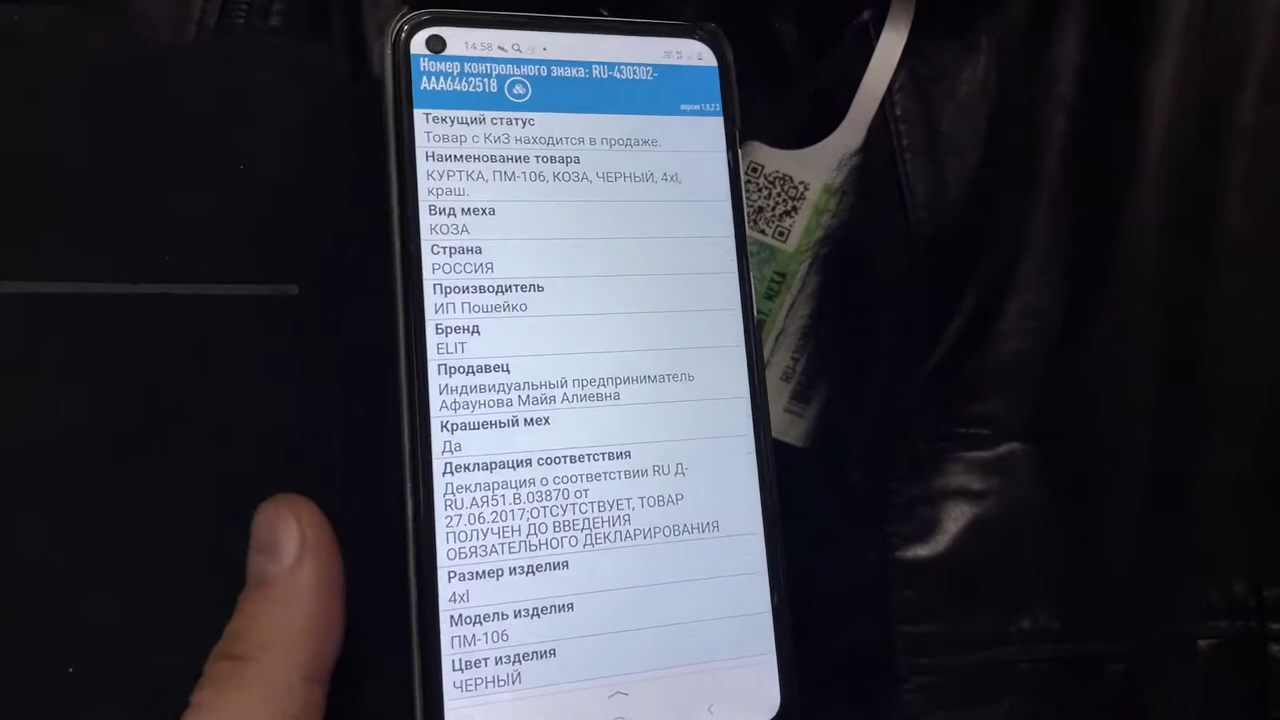 14:58
Номер контрольного знака: RU-430302-
AAA6462518
версия 1.0.2.3
Текущий статус
Товар с КиЗ находится в продаже.
Наименование товара
КУРТКА, ПМ-106, КОЗА, ЧЕРНЫЙ, 4xl,
краш.
Вид меха
КОЗА
Страна
РОССИЯ
Производитель
ИП Пошейко
Бренд
ELIT
Продавец
Индивидуальный предприниматель
Афаунова Майя Алиевна
Крашеный мех
Да
Декларация соответствия
Декларация о соответствии RU Д-
RU.АЯ51.В.03870 от
27.06.2017;ОТСУТСТВУЕТ, ТОВАР
ПОЛУЧЕН ДО ВВЕДЕНИЯ
ОБЯЗАТЕЛЬНОГО ДЕКЛАРИРОВАНИЯ
Размер изделия
4xl
Модель изделия
ПМ-106
Цвет изделия
ЧЕРНЫЙ
МЕХА